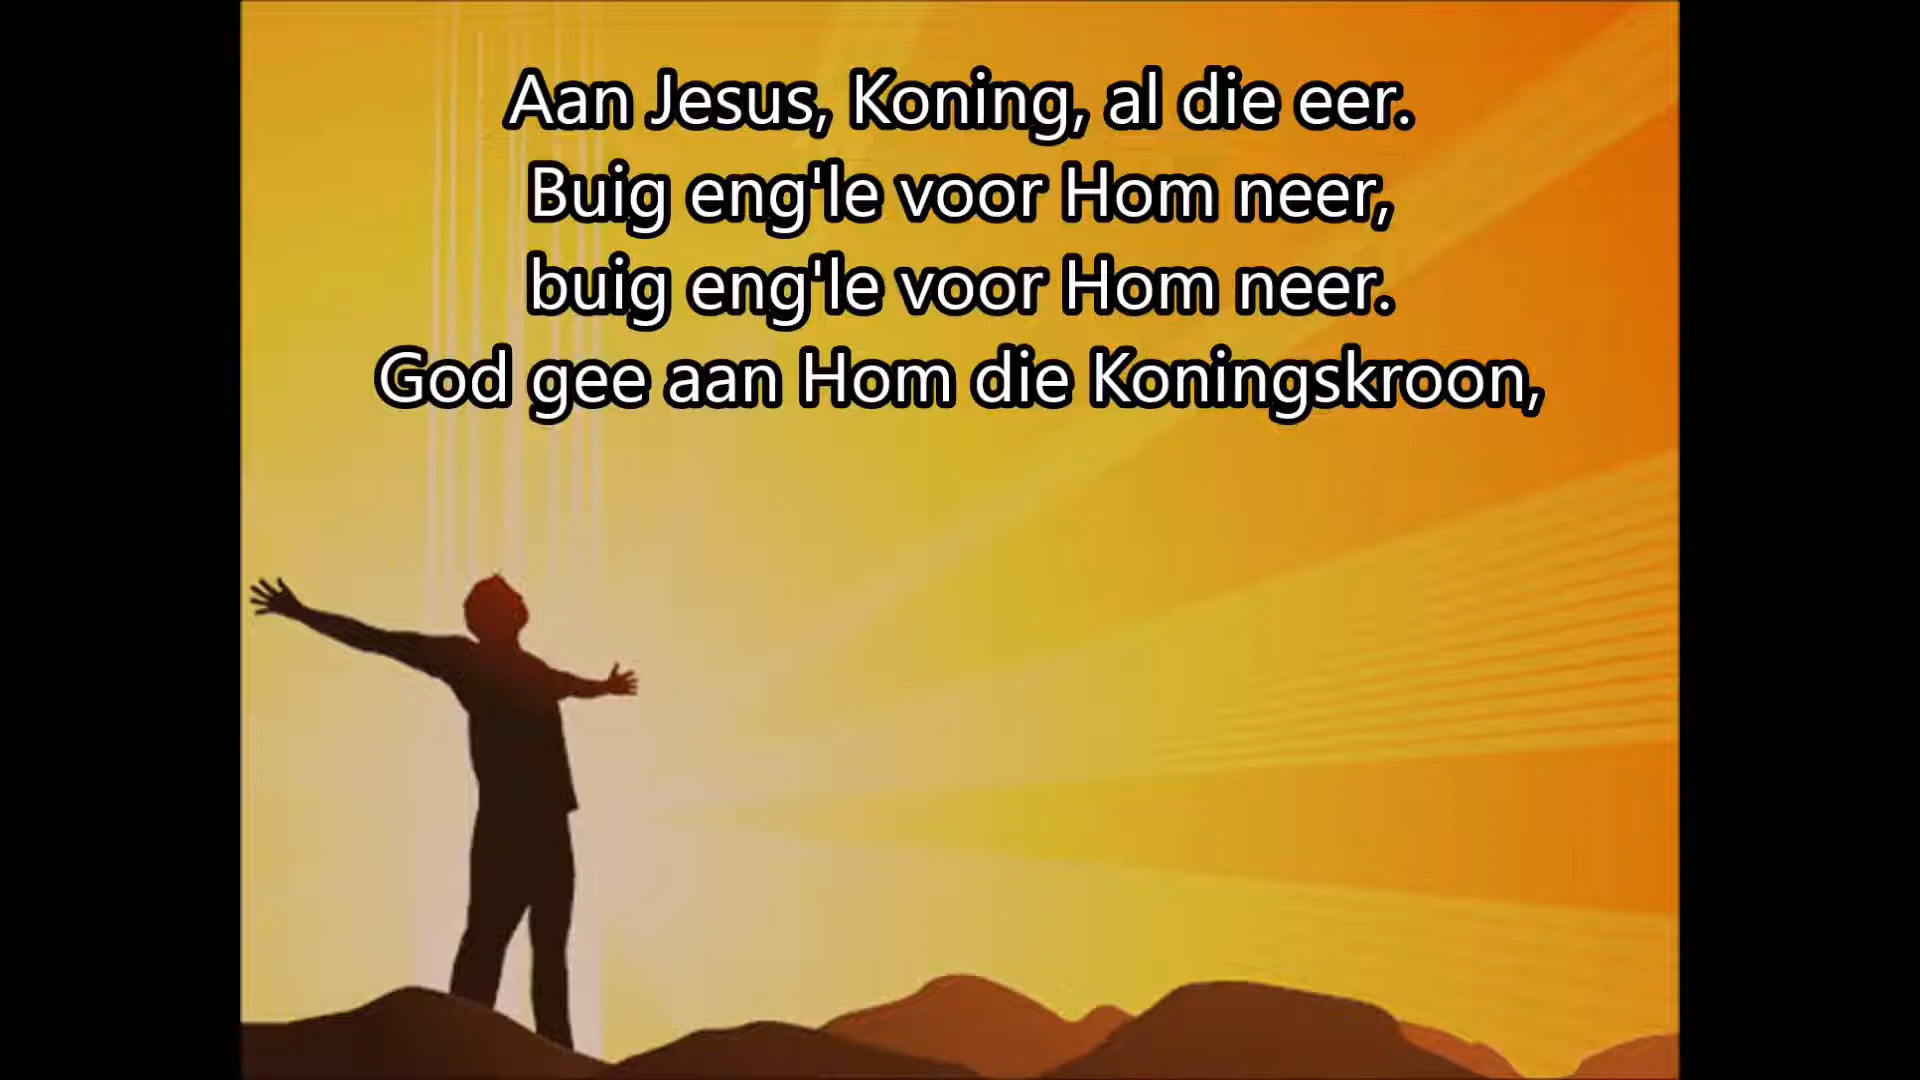 Aan Jesus, Koning, al die eer.
Buig eng'le voor Hom neer,
buig eng'le voor Hom neer.
God gee aan Hom die Koningskroon,